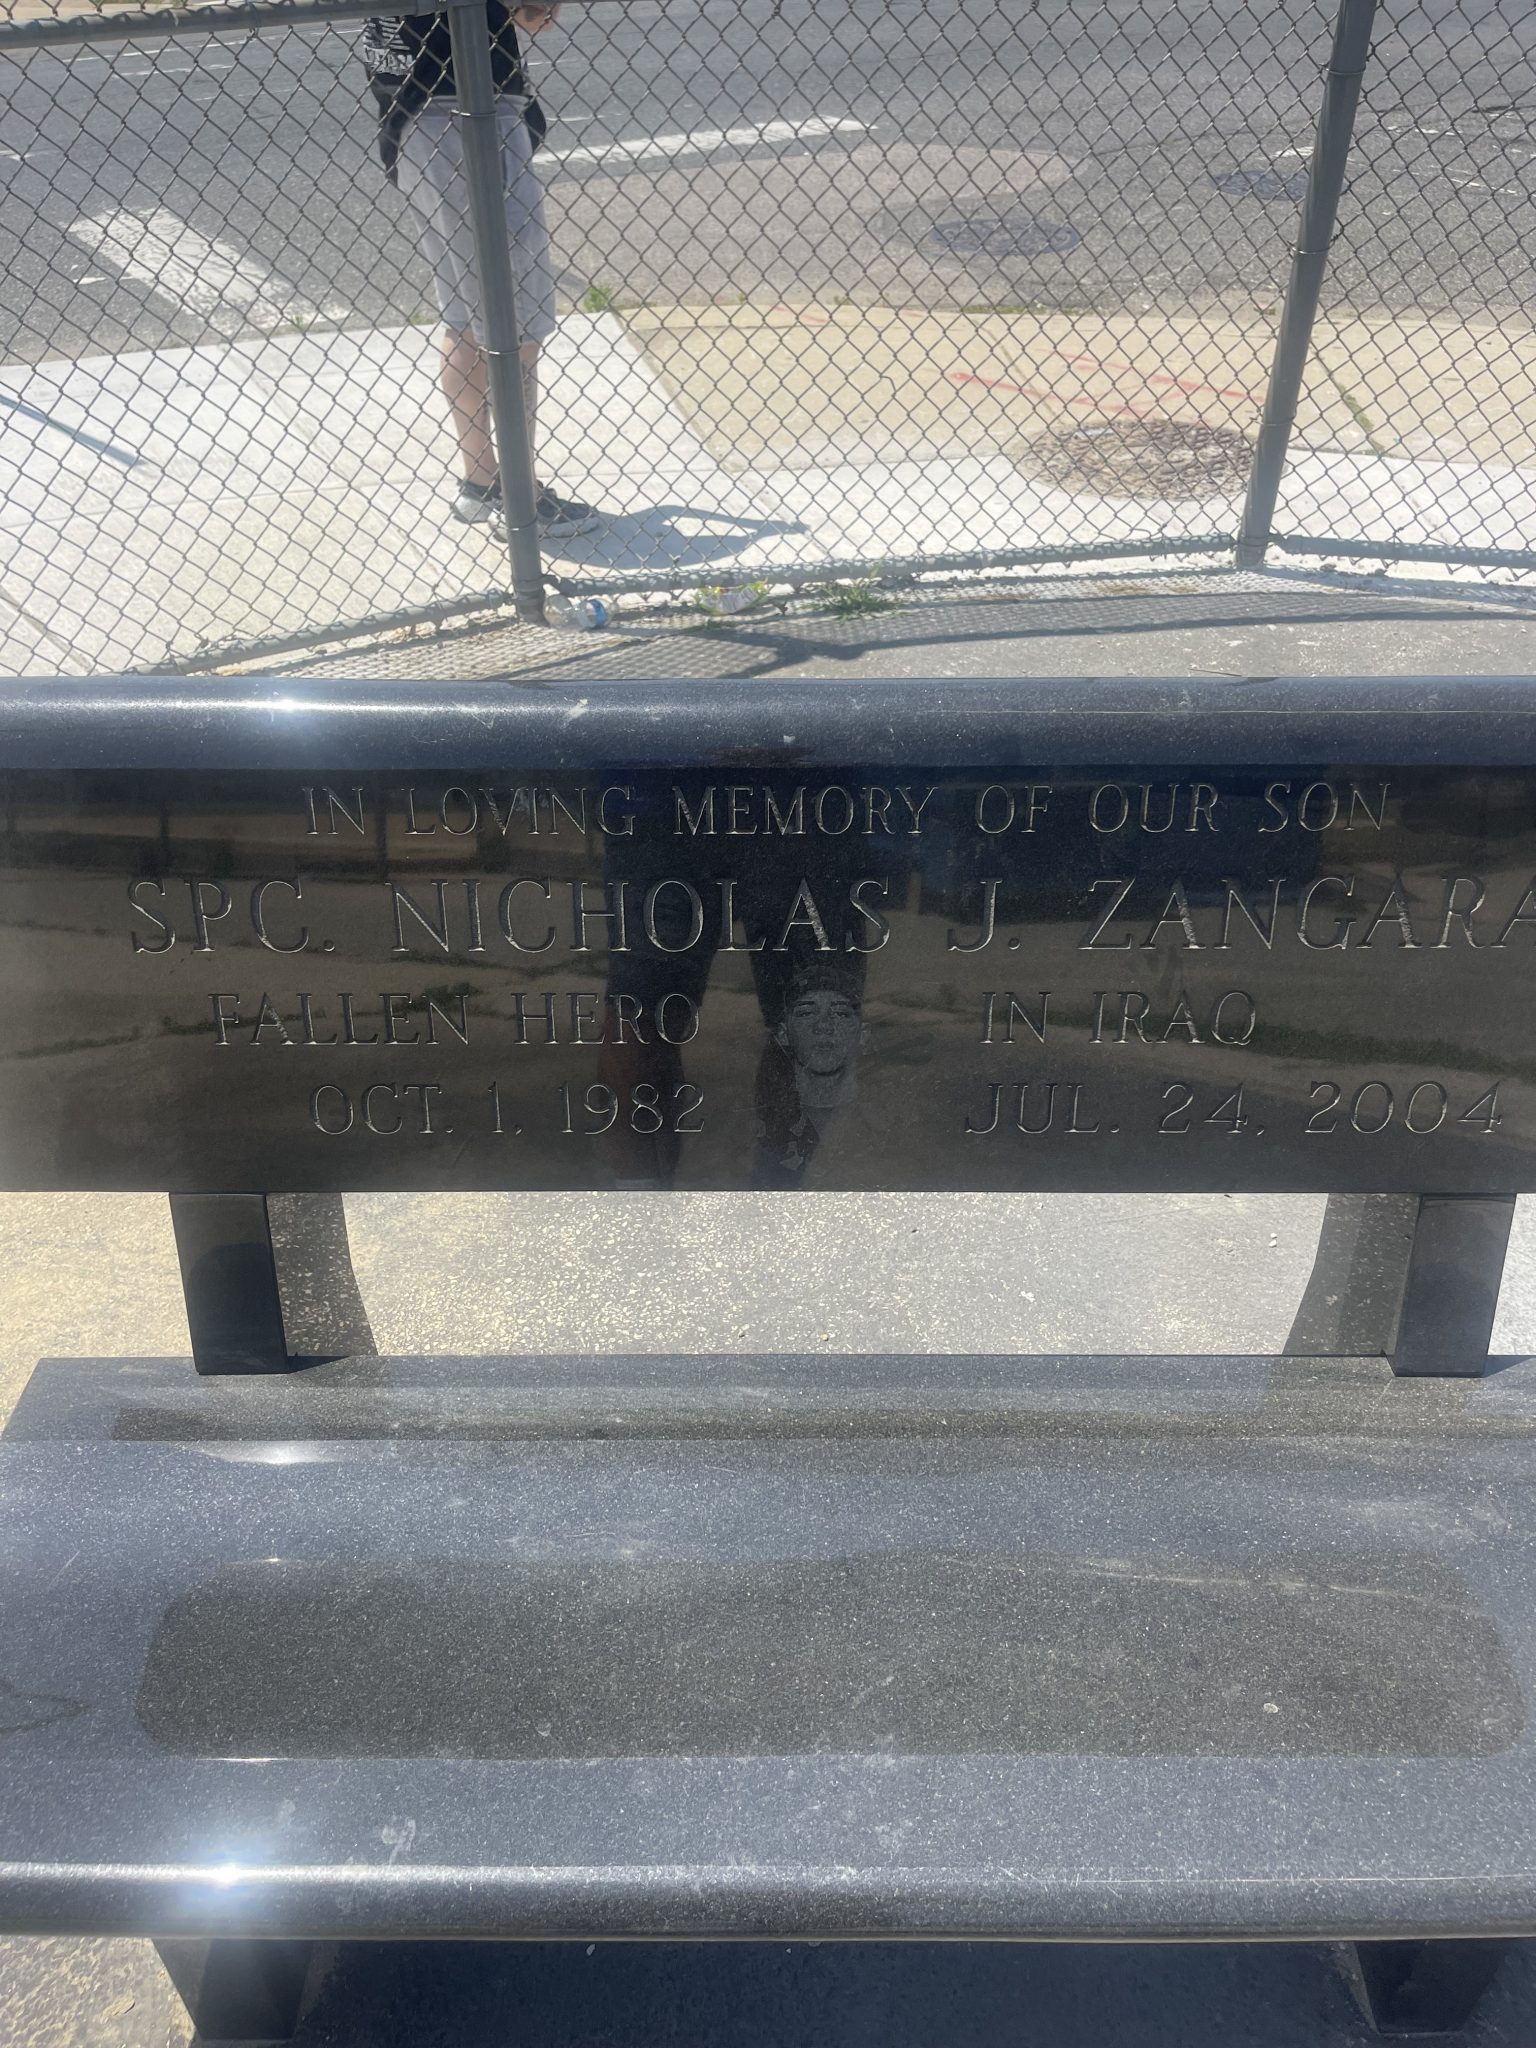 IN LOVING MEMORY OF OUR SON
SPC. NICHOLAS J. ZANGARA
FALLEN HERO IN IRAQ
OCT. 1, 1982 JUL. 24, 2004